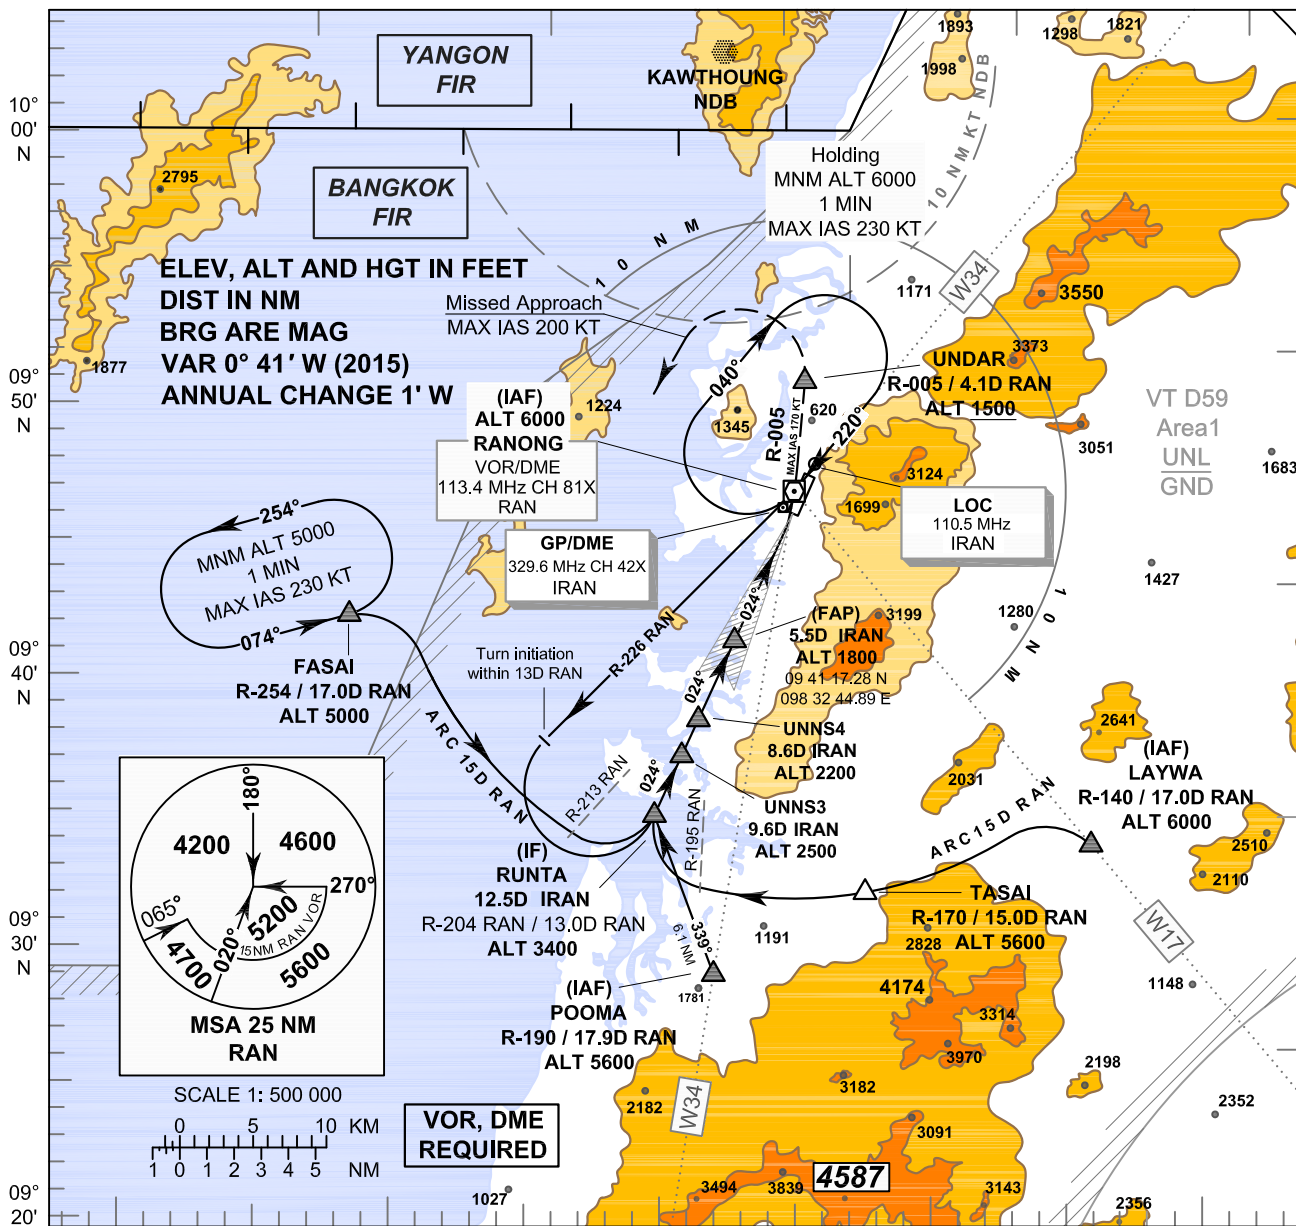 YANGON
FIR
KAWTHOUNG
NDB
1893
1998
1298
1821
10°
00'
N
2795
BANGKOK
FIR
Holding
MNM ALT 6000
1 MIN
MAX IAS 230 KT
10 NM KT NDB
10 NM
ELEV, ALT AND HGT IN FEET
DIST IN NM
BRG ARE MAG
VAR 0° 41' W (2015)
ANNUAL CHANGE 1' W
Missed Approach
MAX IAS 200 KT
1171
W34
3550
3373
1877
09°
50'
N
(IAF)
ALT 6000
RANONG
VOR/DME
113.4 MHz CH 81X
RAN
1224
1345
040°
R-005
MAX IAS 170 KT
620
220°
UNDAR
R-005 / 4.1D RAN
ALT 1500
3051
VT D59
Area1
UNL
GND
1683
3124
1699
LOC
110.5 MHz
IRAN
GP/DME
329.6 MHz CH 42X
IRAN
254°
MNM ALT 5000
1 MIN
MAX IAS 230 KT
074°
1427
1280
10 NM
R-226 RAN
024°
(FAP)
5.5D IRAN
ALT 1800
09 41 17.28 N
098 32 44.89 E
3199
09°
40'
N
FASAI
R-254 / 17.0D RAN
ALT 5000
Turn initiation
within 13D RAN
024°
UNNS4
8.6D IRAN
ALT 2200
2641
2031
(IAF)
LAYWA
R-140 / 17.0D RAN
ALT 6000
ARC 15D RAN
R-213 RAN
024°
UNNS3
9.6D IRAN
ALT 2500
R-195 RAN
ARC 15D RAN
2510
2110
180°
4200
4600
270°
065°
5200
15NM RAN VOR
4700
020°
5600
MSA 25 NM
RAN
(IF)
RUNTA
12.5D IRAN
R-204 RAN / 13.0D RAN
ALT 3400
TASAI
R-170 / 15.0D RAN
ALT 5600
09°
30'
N
339°
6.1 NM
1191
2828
W17
1148
1781
(IAF)
POOMA
R-190 / 17.9D RAN
ALT 5600
4174
3314
3970
3182
2198
2352
SCALE 1: 500 000
0 5 10 KM
1 0 1 2 3 4 5 NM
VOR, DME
REQUIRED
2182
W34
3091
1027
3494
3839
4587
3143
2356
09°
20'